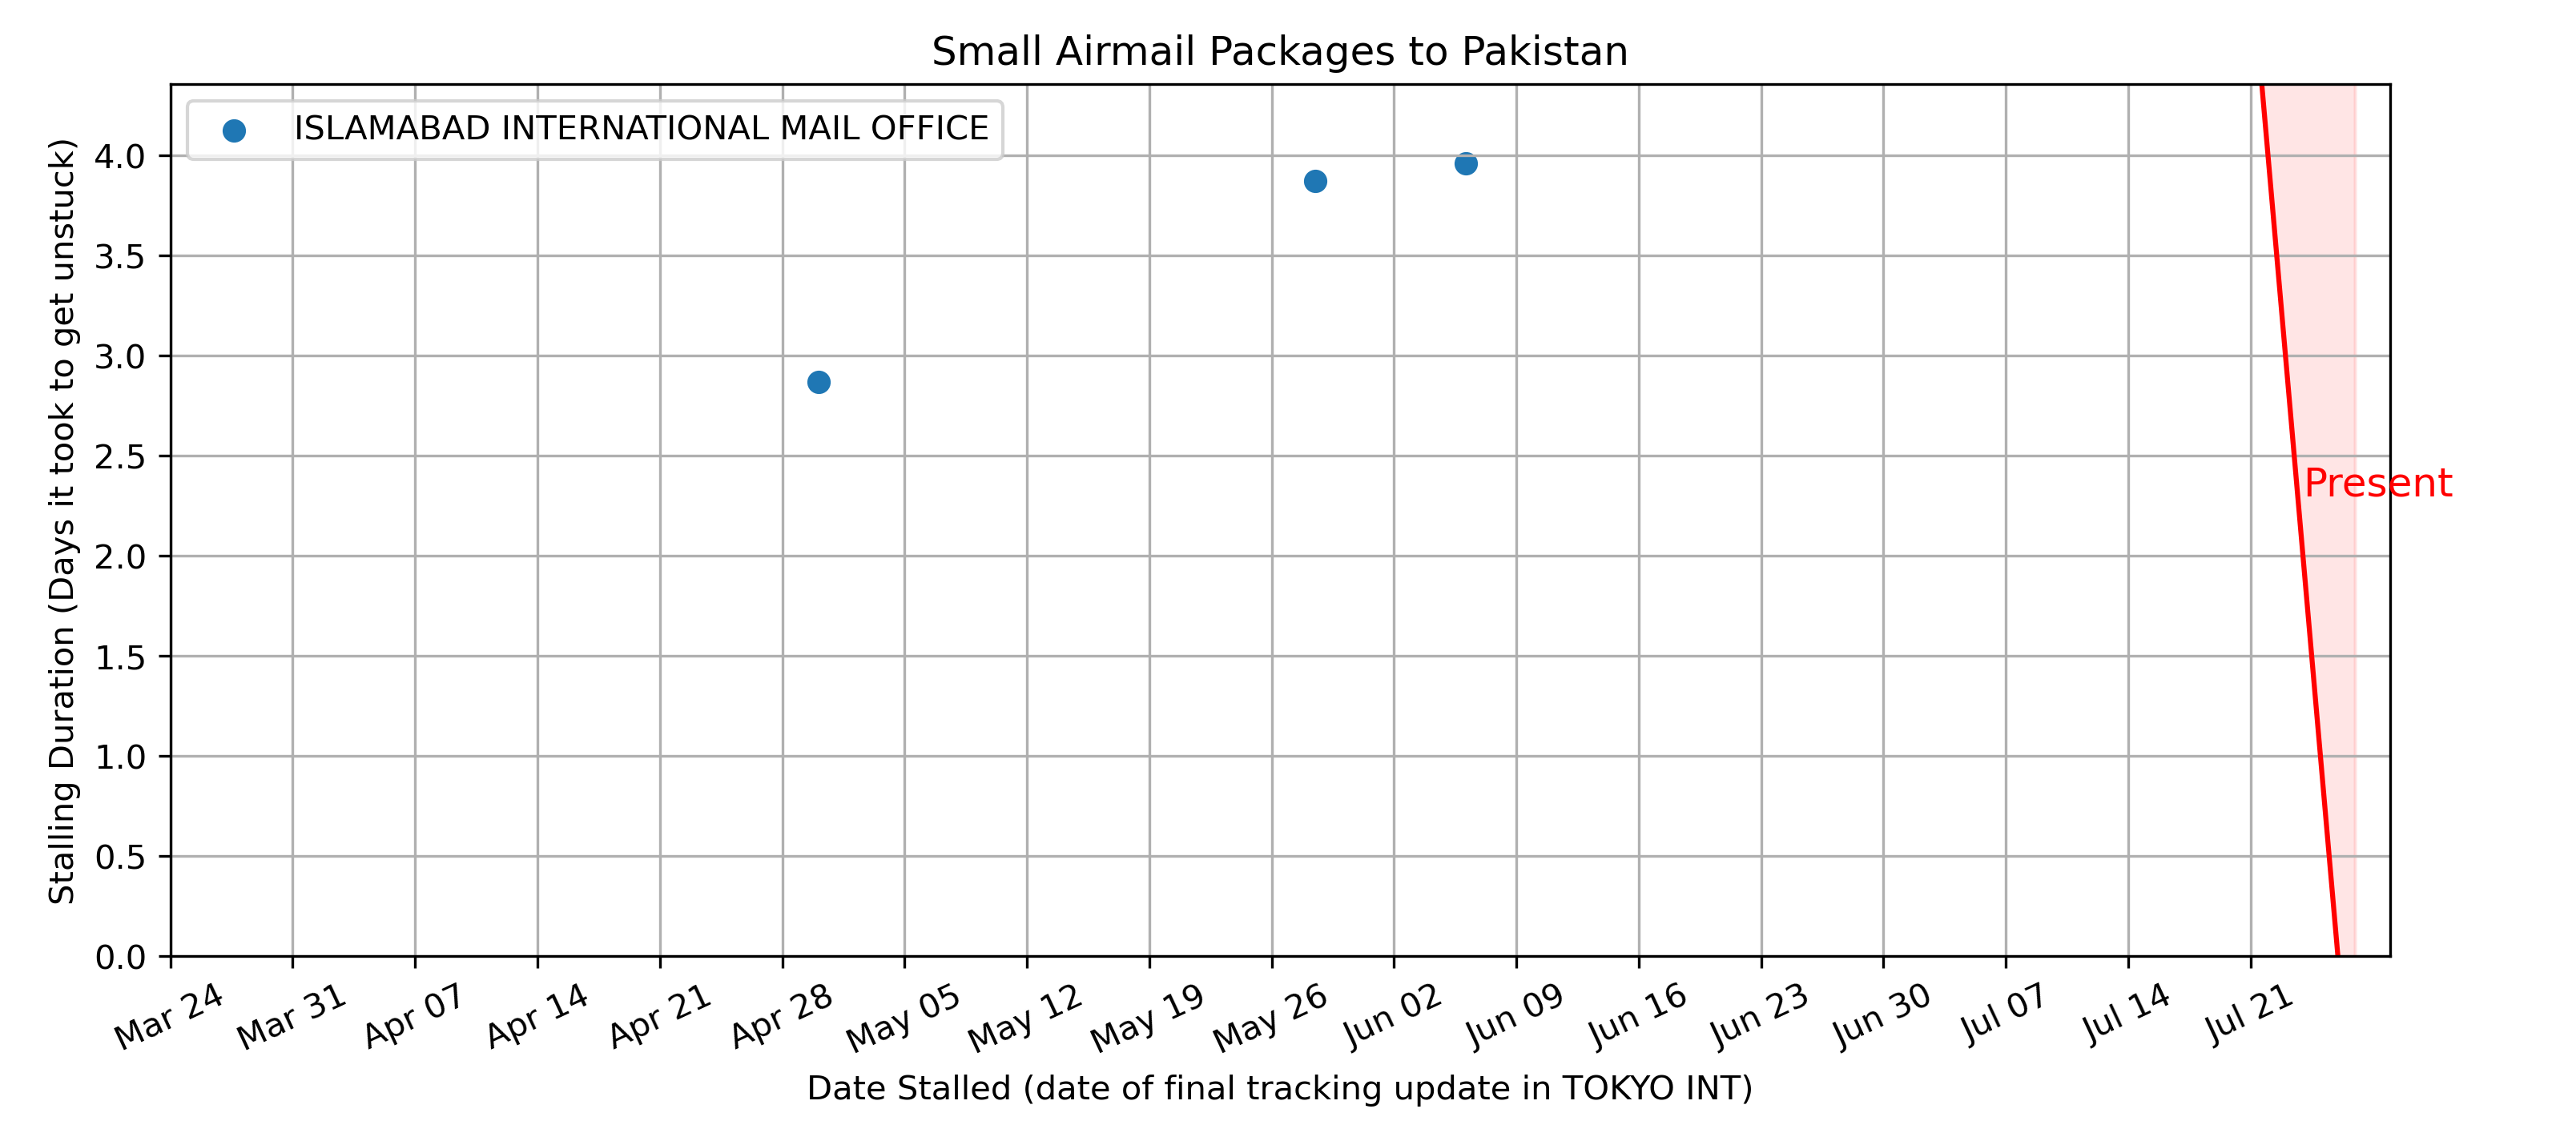 Small Airmail Packages to Pakistan
ISLAMABAD INTERNATIONAL MAIL OFFICE
Stalling Duration (Days it took to get unstuck)
4.0
3.5
3.0
2.5
2.0
1.5
1.0
0.5
0.0
Present
Mar 24 Mar 31 Apr 07 Apr 14 Apr 21 Apr 28 May 05 May 12 May 19 May 26 Jun 02 Jun 09 Jun 16 Jun 23 Jun 30 Jul 07 Jul 14 Jul 21
Date Stalled (date of final tracking update in TOKYO INT)